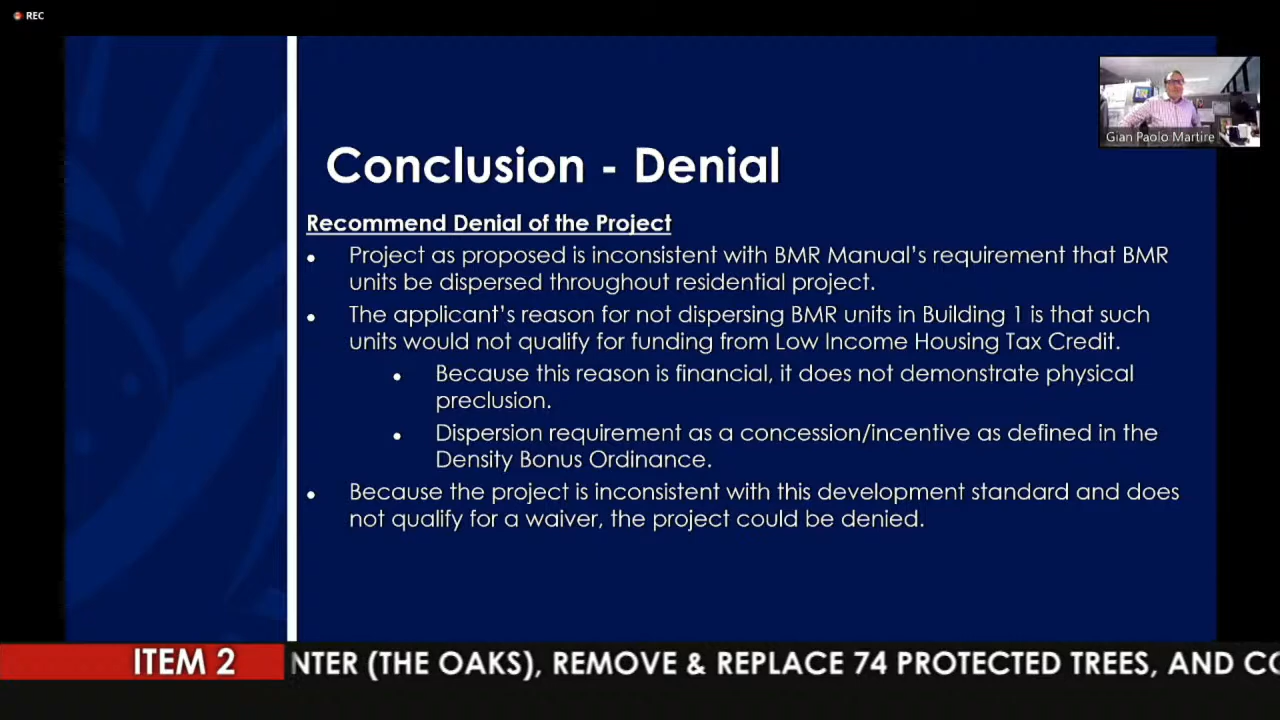 REC
Gian Paolo Martire
Conclusion - Denial
Recommend Denial of the Project
• Project as proposed is inconsistent with BMR Manual's requirement that BMR
units be dispersed throughout residential project.
• The applicant's reason for not dispersing BMR units in Building 1 is that such
units would not qualify for funding from Low Income Housing Tax Credit.
• Because this reason is financial, it does not demonstrate physical
preclusion.
• Dispersion requirement as a concession/incentive as defined in the
Density Bonus Ordinance.
• Because the project is inconsistent with this development standard and does
not qualify for a waiver, the project could be denied.
ITEM 2 NTER (THE OAKS), REMOVE & REPLACE 74 PROTECTED TREES, AND CO